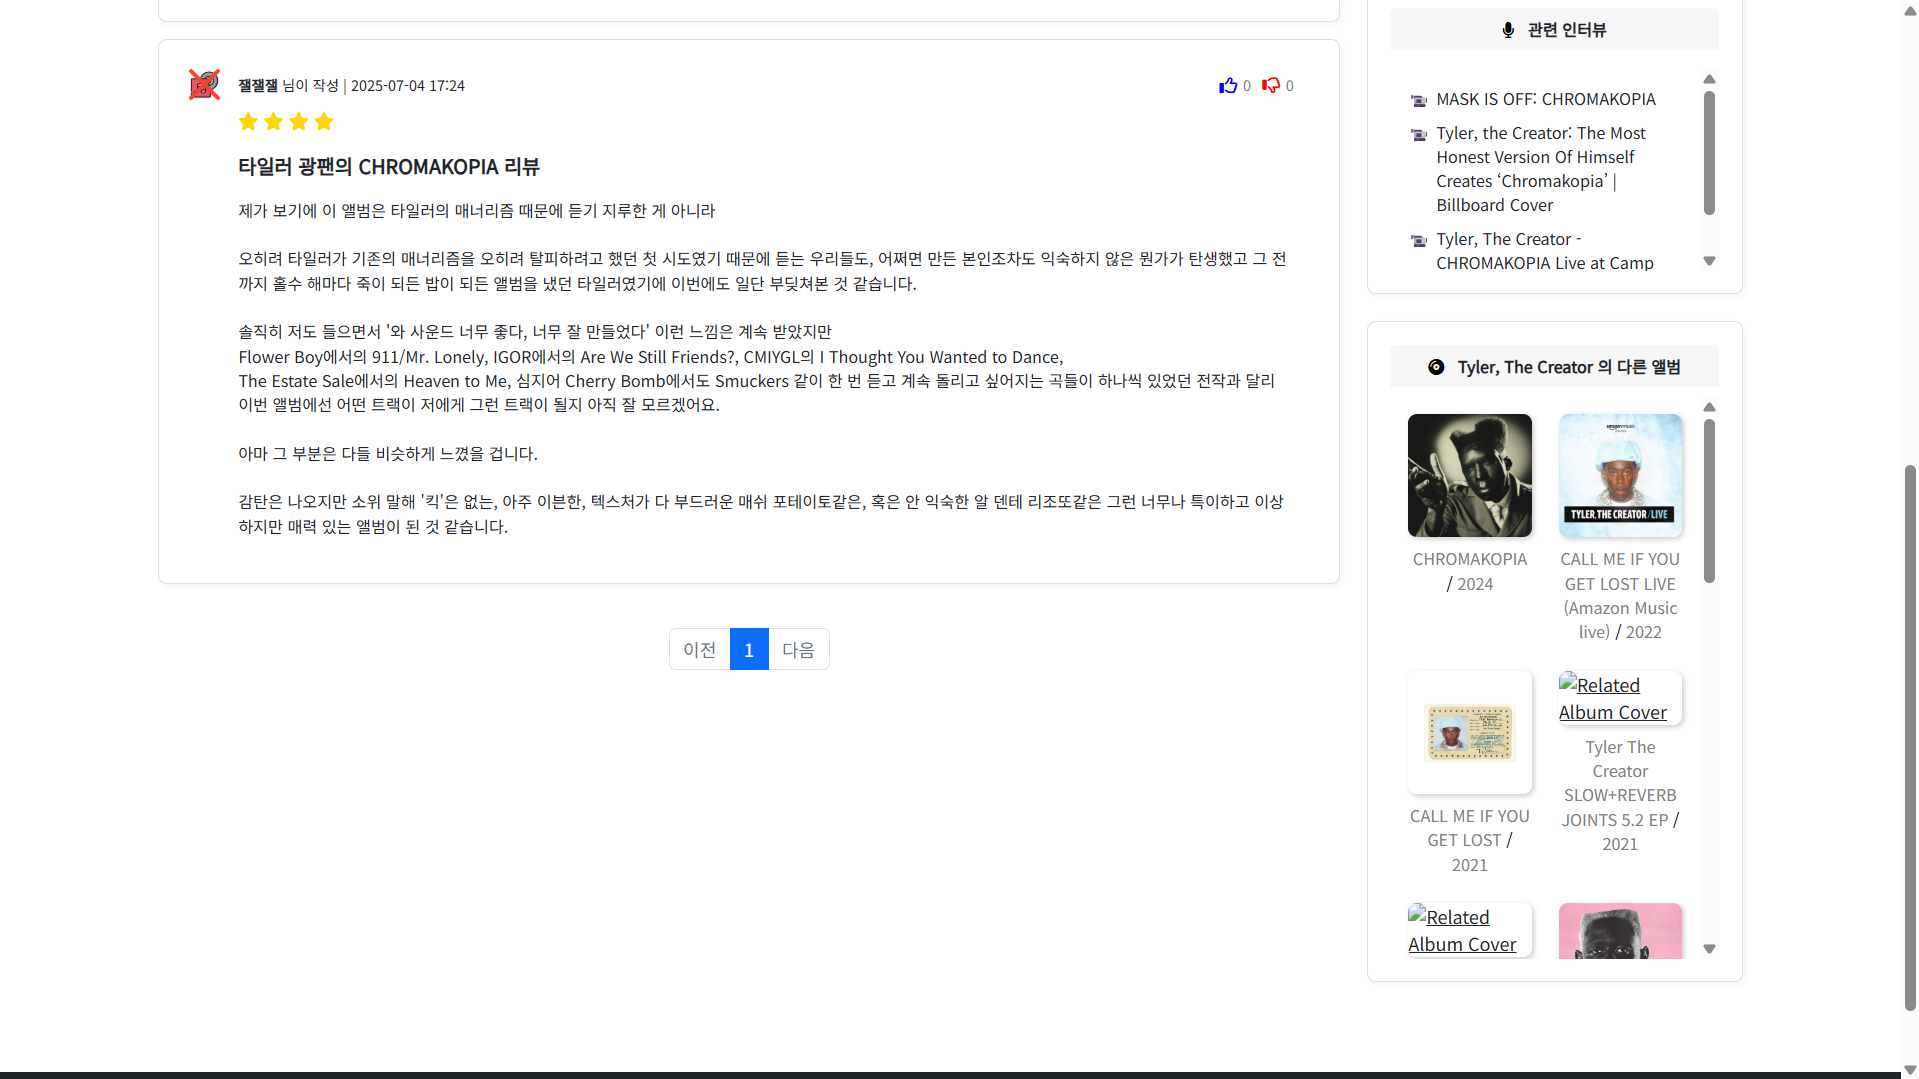 잴잴잴 님이 작성 | 2025-07-04 17:24
0 0
타일러 광팬의 CHROMAKOPIA 리뷰
제가 보기에 이 앨범은 타일러의 매너리즘 때문에 듣기 지루한 게 아니라
오히려 타일러가 기존의 매너리즘을 오히려 탈피하려고 했던 첫 시도였기 때문에 듣는 우리들도, 어쩌면 만든 본인조차도 익숙하지 않은 뭔가가 탄생했고 그 전
까지 홀수 해마다 죽이 되든 밥이 되든 앨범을 냈던 타일러였기에 이번에도 일단 부딪쳐본 것 같습니다.
솔직히 저도 들으면서 '와 사운드 너무 좋다, 너무 잘 만들었다' 이런 느낌은 계속 받았지만
Flower Boy에서의 911/Mr. Lonely, IGOR에서의 Are We Still Friends?, CMIYGL의 I Thought You Wanted to Dance,
The Estate Sale에서의 Heaven to Me, 심지어 Cherry Bomb에서도 Smuckers 같이 한 번 듣고 계속 돌리고 싶어지는 곡들이 하나씩 있었던 전작과 달리
이번 앨범에선 어떤 트랙이 저에게 그런 트랙이 될지 아직 잘 모르겠어요.
아마 그 부분은 다들 비슷하게 느꼈을 겁니다.
감탄은 나오지만 소위 말해 '킥'은 없는, 아주 이븐한, 텍스처가 다 부드러운 매쉬 포테이토같은, 혹은 안 익숙한 알 덴테 리조또같은 그런 너무나 특이하고 이상
하지만 매력 있는 앨범이 된 것 같습니다.
이전 1 다음
관련 인터뷰
MASK IS OFF: CHROMAKOPIA
Tyler, the Creator: The Most
Honest Version Of Himself
Creates ‘Chromakopia’ |
Billboard Cover
Tyler, The Creator -
CHROMAKOPIA Live at Camp
Tyler, The Creator 의 다른 앨범
amazon music
TYLER, THE CREATOR/LIVE
CHROMAKOPIA
/ 2024
CALL ME IF YOU
GET LOST LIVE
(Amazon Music
live) / 2022
CALL ME IF YOU
GET LOST /
2021
Related
Album Cover
Tyler The
Creator
SLOW+REVERB
JOINTS 5.2 EP /
2021
Related
Album Cover